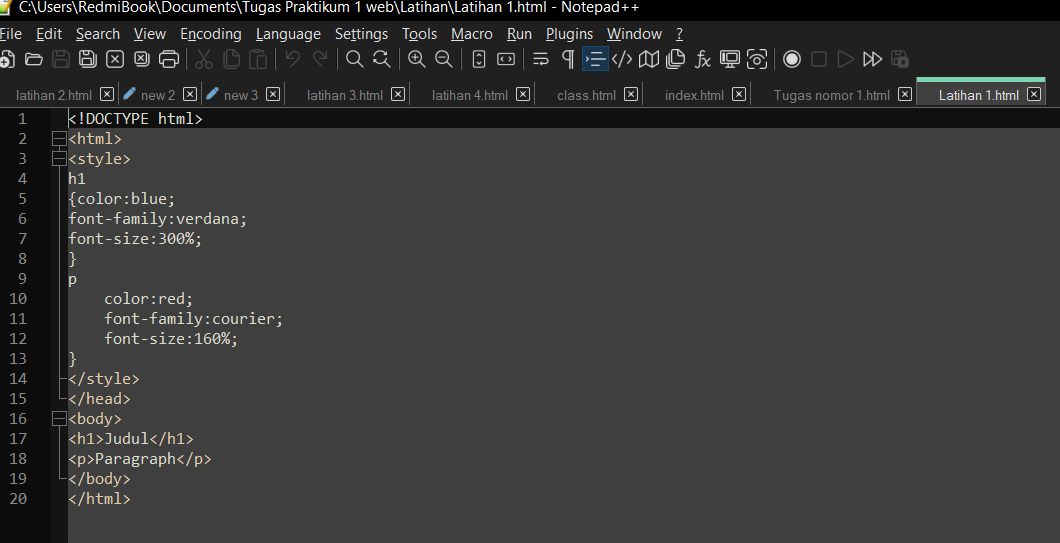 C:\Users\RedmiBook\Documents\Tugas Praktikum 1 web\Latihan\Latihan 1.html - Notepad++
File Edit Search View Encoding Language Settings Tools Macro Run Plugins Window ?
latihan 2.html new 2 new 3 latihan 3.html latihan 4.html class.html index.html Tugas nomor 1.html Latihan 1.html
1 <!DOCTYPE html>
2 <html>
3 <style>
4 h1
5 {color:blue;
6 font-family:verdana;
7 font-size:300%;
8 }
9 p
10 color:red;
11 font-family:courier;
12 font-size:160%;
13 }
14 </style>
15 </head>
16 <body>
17 <h1>Judul</h1>
18 <p>Paragraph</p>
19 </body>
20 </html>